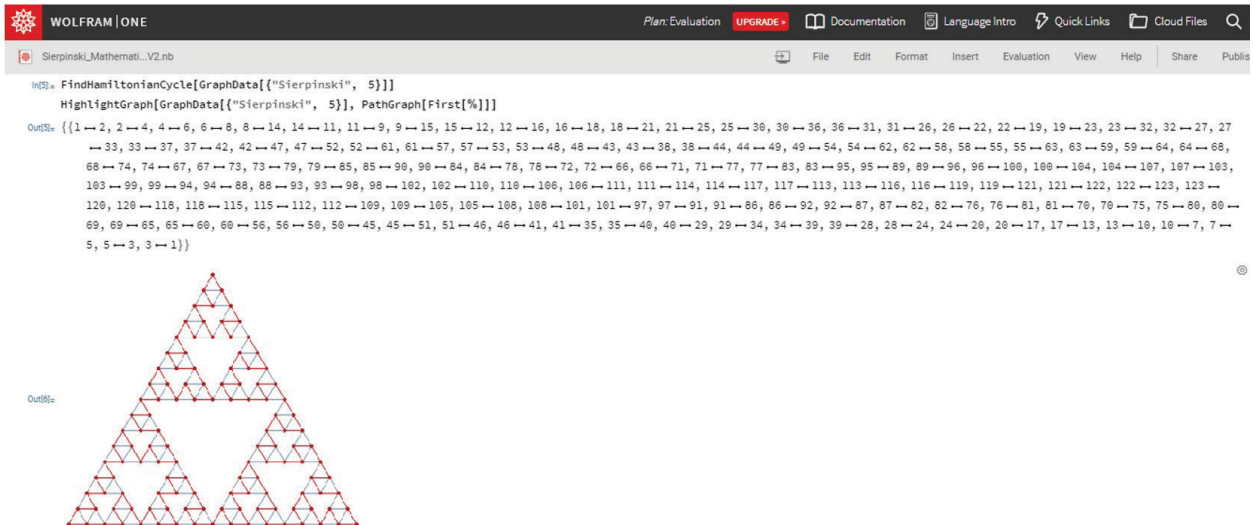 WOLFRAM | ONE Plan: Evaluation UPGRADE » Documentation Language Intro Quick Links Cloud Files
Sierpinski_Mathemati...V2.nb File Edit Format Insert Evaluation View Help Share Publis
In[5]:= FindHamiltonianCycle[GraphData[{"Sierpinski", 5}]]
HighlightGraph[GraphData[{"Sierpinski", 5}], PathGraph[First[%]]]
Out[5]= {{1↔2, 2↔4, 4↔6, 6↔8, 8↔14, 14↔11, 11↔9, 9↔15, 15↔12, 12↔16, 16↔18, 18↔21, 21↔25, 25↔30, 30↔36, 36↔31, 31↔26, 26↔22, 22↔19, 19↔23, 23↔32, 32↔27, 27
↔33, 33↔37, 37↔42, 42↔47, 47↔52, 52↔61, 61↔57, 57↔53, 53↔48, 48↔43, 43↔38, 38↔44, 44↔49, 49↔54, 54↔62, 62↔58, 58↔55, 55↔63, 63↔59, 59↔64, 64↔68,
68↔74, 74↔67, 67↔73, 73↔79, 79↔85, 85↔90, 90↔84, 84↔78, 78↔72, 72↔66, 66↔71, 71↔77, 77↔83, 83↔95, 95↔89, 89↔96, 96↔100, 100↔104, 104↔107, 107↔103,
103↔99, 99↔94, 94↔88, 88↔93, 93↔98, 98↔102, 102↔110, 110↔106, 106↔111, 111↔114, 114↔117, 117↔113, 113↔116, 116↔119, 119↔121, 121↔122, 122↔123, 123↔
120, 120↔118, 118↔115, 115↔112, 112↔109, 109↔105, 105↔108, 108↔101, 101↔97, 97↔91, 91↔86, 86↔92, 92↔87, 87↔82, 82↔76, 76↔81, 81↔70, 70↔75, 75↔80, 80↔
69, 69↔65, 65↔60, 60↔56, 56↔50, 50↔45, 45↔51, 51↔46, 46↔41, 41↔35, 35↔40, 40↔29, 29↔34, 34↔39, 39↔28, 28↔24, 24↔20, 20↔17, 17↔13, 13↔10, 10↔7, 7↔
5, 5↔3, 3↔1}}
Out[6]=